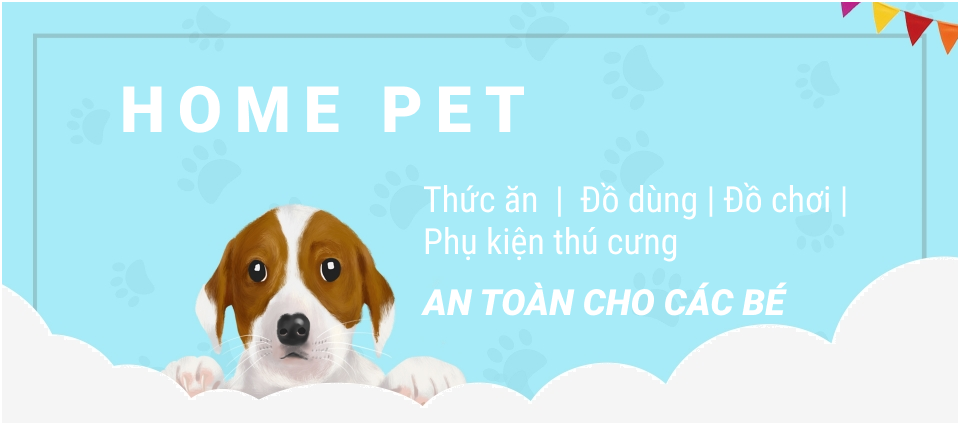 HOME PET
Thức ăn | Đồ dùng | Đồ chơi |
Phụ kiện thú cưng
AN TOÀN CHO CÁC BÉ